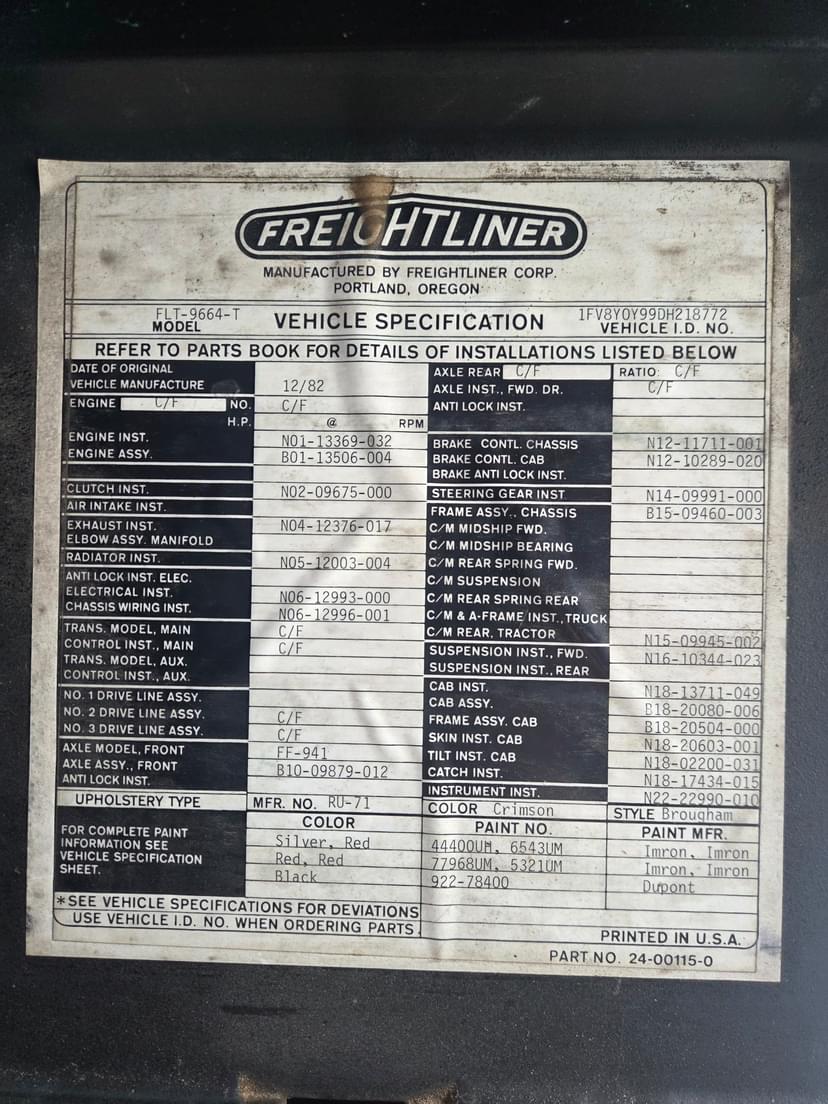 FREIGHTLINER
MANUFACTURED BY FREIGHTLINER CORP.
PORTLAND, OREGON
FLT-9664-T
MODEL
VEHICLE SPECIFICATION
1FV8Y0Y99DH218772
VEHICLE I.D. NO.
REFER TO PARTS BOOK FOR DETAILS OF INSTALLATIONS LISTED BELOW
DATE OF ORIGINAL
VEHICLE MANUFACTURE 12/82
ENGINE C/F NO. C/F
H.P. @ RPM
ENGINE INST. N01-13369-032
ENGINE ASSY. B01-13506-004
CLUTCH INST. N02-09675-000
AIR INTAKE INST.
EXHAUST INST. N04-12376-017
ELBOW ASSY. MANIFOLD
RADIATOR INST. N05-12003-004
ANTI LOCK INST. ELEC.
ELECTRICAL INST. N06-12993-000
CHASSIS WIRING INST. N06-12996-001
TRANS. MODEL, MAIN C/F
CONTROL INST., MAIN C/F
TRANS. MODEL, AUX.
CONTROL INST., AUX.
NO. 1 DRIVE LINE ASSY.
NO. 2 DRIVE LINE ASSY. C/F
NO. 3 DRIVE LINE ASSY. C/F
AXLE MODEL, FRONT FF-941
AXLE ASSY., FRONT B10-09879-012
ANTI LOCK INST.
AXLE REAR C/F RATIO: C/F
AXLE INST., FWD. DR. C/F
ANTI LOCK INST.
BRAKE CONTL. CHASSIS N12-11711-001
BRAKE CONTL. CAB N12-10289-020
BRAKE ANTI LOCK INST.
STEERING GEAR INST N14-09991-000
FRAME ASSY., CHASSIS B15-09460-003
C/M MIDSHIP FWD.
C/M MIDSHIP BEARING
C/M REAR SPRING FWD.
C/M SUSPENSION
C/M REAR SPRING REAR
C/M & A-FRAME INST., TRUCK
C/M REAR, TRACTOR
SUSPENSION INST., FWD. N15-09945-002
SUSPENSION INST., REAR N16-10344-023
CAB INST. N18-13711-049
CAB ASSY. B18-20080-006
FRAME ASSY. CAB B18-20504-000
SKIN INST. CAB N18-20603-001
TILT INST. CAB N18-02200-031
CATCH INST. N18-17434-015
INSTRUMENT INST. N22-22990-010
UPHOLSTERY TYPE MFR. NO. RU-71 COLOR Crimson STYLE Brougham
FOR COMPLETE PAINT
INFORMATION SEE
VEHICLE SPECIFICATION
SHEET.
COLOR PAINT NO. PAINT MFR.
Silver, Red 44400UM, 6543UM Imron, Imron
Red, Red 77968UM, 5321UM Imron, Imron
Black 922-78400 Dupont
*SEE VEHICLE SPECIFICATIONS FOR DEVIATIONS
USE VEHICLE I.D. NO. WHEN ORDERING PARTS.
PRINTED IN U.S.A.
PART NO. 24-00115-0